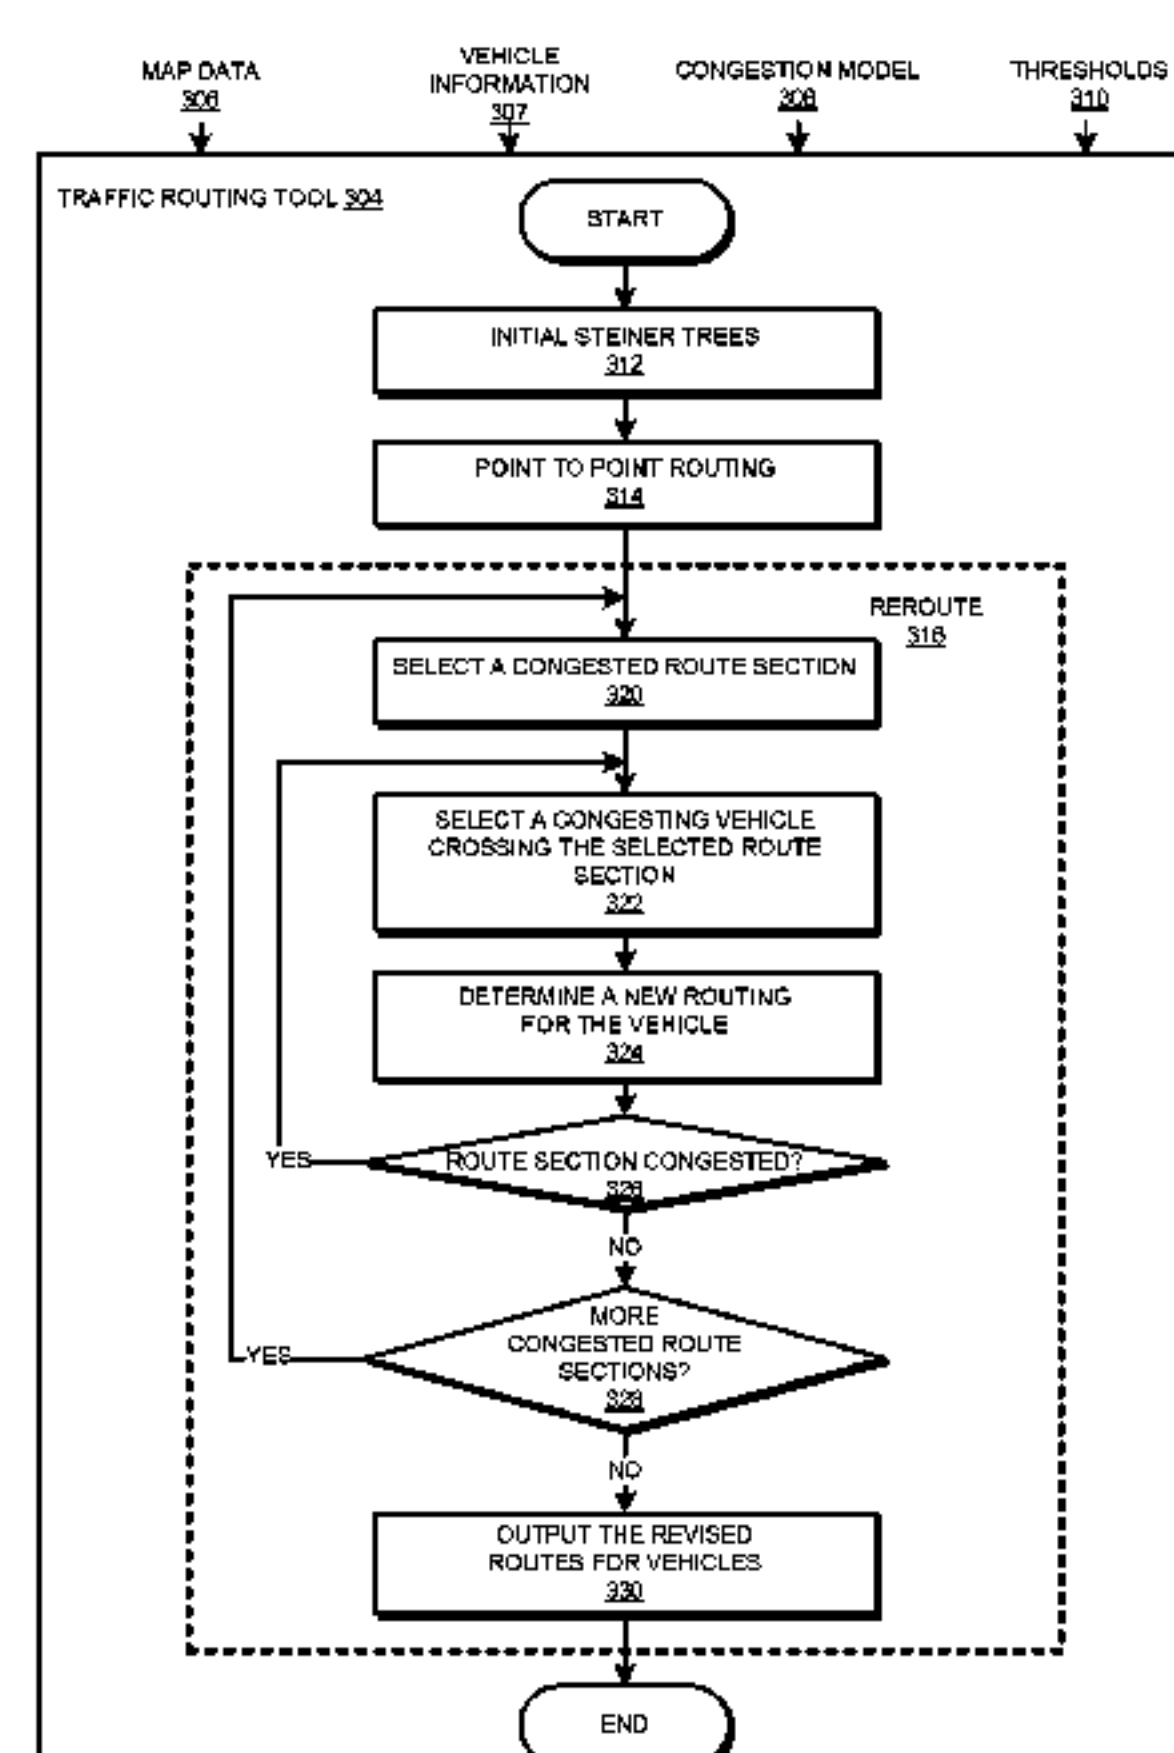 MAP DATA
306
VEHICLE
INFORMATION
307
CONGESTION MODEL
308
THRESHOLDS
310
TRAFFIC ROUTING TOOL 304
START
INITIAL STEINER TREES
312
POINT TO POINT ROUTING
314
REROUTE
316
SELECT A CONGESTED ROUTE SECTION
320
SELECT A CONGESTING VEHICLE
CROSSING THE SELECTED ROUTE
SECTION
322
DETERMINE A NEW ROUTING
FOR THE VEHICLE
324
YES
ROUTE SECTION CONGESTED?
326
NO
YES
MORE
CONGESTED ROUTE
SECTIONS?
328
NO
OUTPUT THE REVISED
ROUTES FOR VEHICLES
330
END